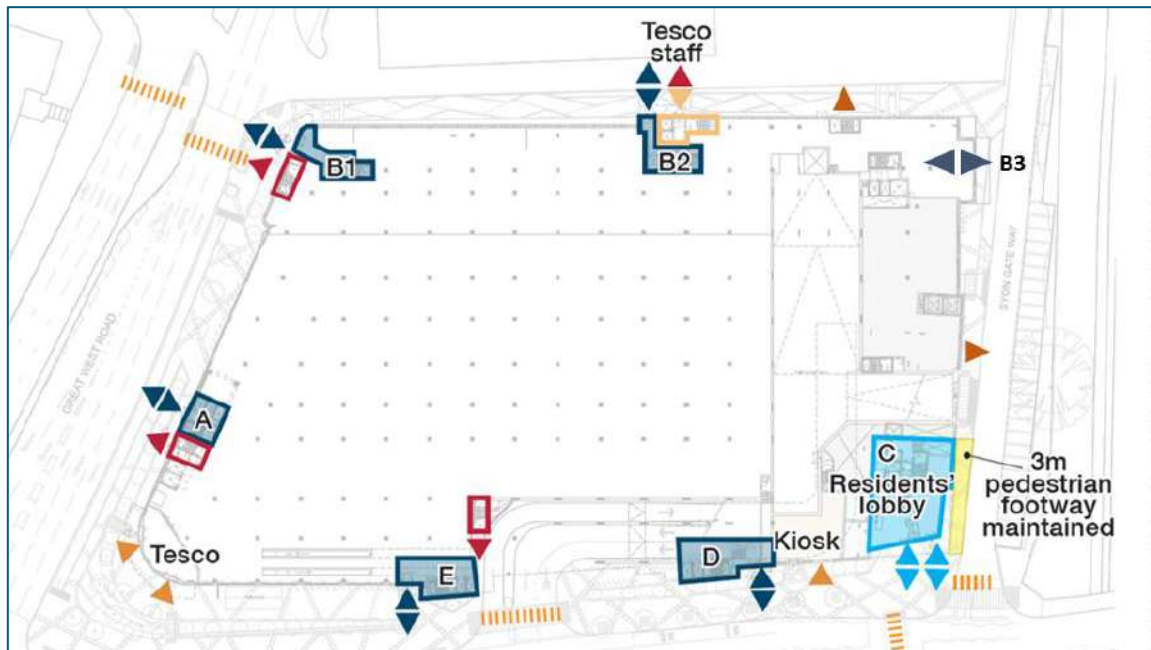 Tesco
staff
B1
B2
B3
GREAT WEST ROAD
SYON GATE WAY
A
Tesco
E
D
Kiosk
C
Residents'
lobby
3m
pedestrian
footway
maintained